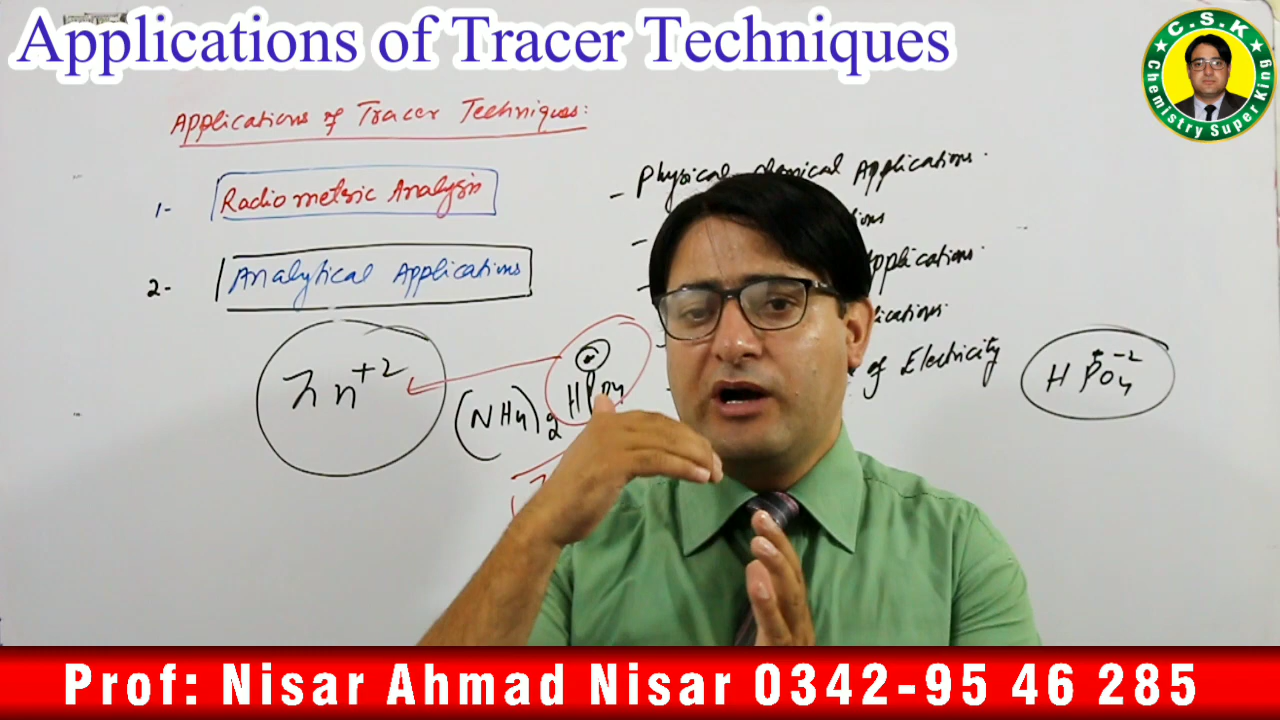 Applications of Tracer Techniques
C.S.K
Chemistry Super King
Applications of Tracer Techniques:
1- Radiometric Analysis
2- Analytical Applications
- Physical chemical Applications.
-
- Applications.
of Electricity
Zn+2
(NH4)2 HPO4
HPO4-2
Prof: Nisar Ahmad Nisar 0342-95 46 285